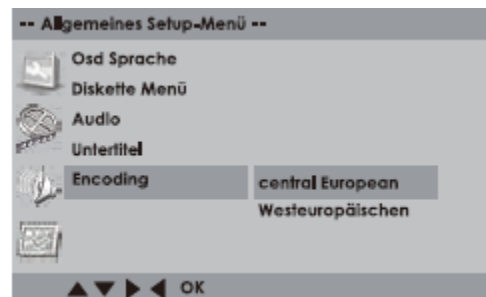 -- Allgemeines Setup-Menü --
Osd Sprache
Diskette Menü
Audio
Untertitel
Encoding
central European
Westeuropäischen
▲ ▼ ▶ ◀ OK